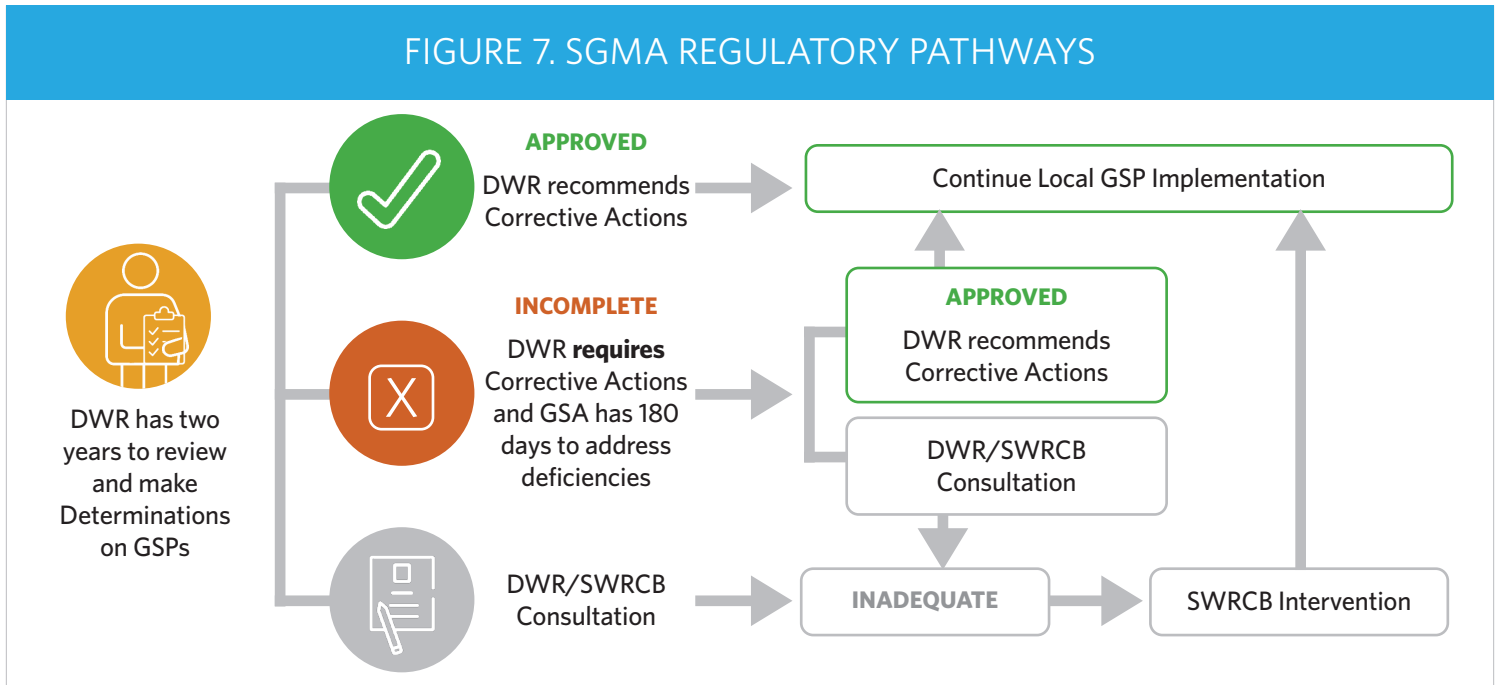 FIGURE 7. SGMA REGULATORY PATHWAYS
DWR has two
years to review
and make
Determinations
on GSPs
APPROVED
DWR recommends
Corrective Actions
Continue Local GSP Implementation
INCOMPLETE
DWR requires
Corrective Actions
and GSA has 180
days to address
deficiencies
X
APPROVED
DWR recommends
Corrective Actions
DWR/SWRCB
Consultation
DWR/SWRCB
Consultation
INADEQUATE
SWRCB Intervention